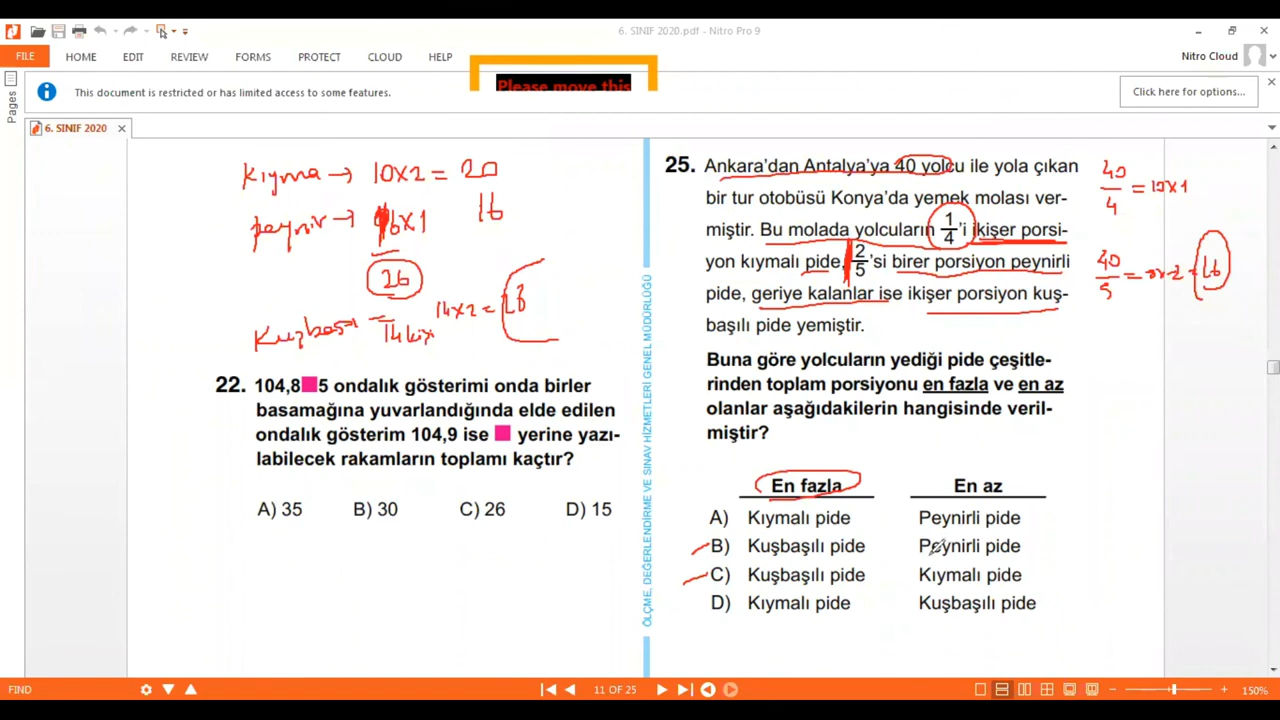 6. SINIF 2020.pdf - Nitro Pro 9
FILE HOME EDIT REVIEW FORMS PROTECT CLOUD HELP
Nitro Cloud
Please move this
This document is restricted or has limited access to some features.
Click here for options...
Pages
6. SINIF 2020
Kıyma → 10x2 = 20
peynir → 16x1 16
26
Kuşbaşı 14 kişi 14x2 = 28
22. 104,8■5 ondalık gösterimi onda birler
basamağına yuvarlandığında elde edilen
ondalık gösterim 104,9 ise ■ yerine yazı-
labilecek rakamların toplamı kaçtır?
A) 35 B) 30 C) 26 D) 15
ÖLÇME, DEĞERLENDİRME VE SINAV HİZMETLERİ GENEL MÜDÜRLÜĞÜ
25. Ankara'dan Antalya'ya 40 yolcu ile yola çıkan
bir tur otobüsü Konya'da yemek molası ver-
miştir. Bu molada yolcuların 1/4'i ikişer porsi-
yon kıymalı pide, 2/5'si birer porsiyon peynirli
pide, geriye kalanlar ise ikişer porsiyon kuş-
başılı pide yemiştir.
Buna göre yolcuların yediği pide çeşitle-
rinden toplam porsiyonu en fazla ve en az
olanlar aşağıdakilerin hangisinde veril-
miştir?
En fazla En az
A) Kıymalı pide Peynirli pide
B) Kuşbaşılı pide Peynirli pide
C) Kuşbaşılı pide Kıymalı pide
D) Kıymalı pide Kuşbaşılı pide
40/4 = 10x1
40/5 = 8x2 = 16
FIND
11 OF 25
150%